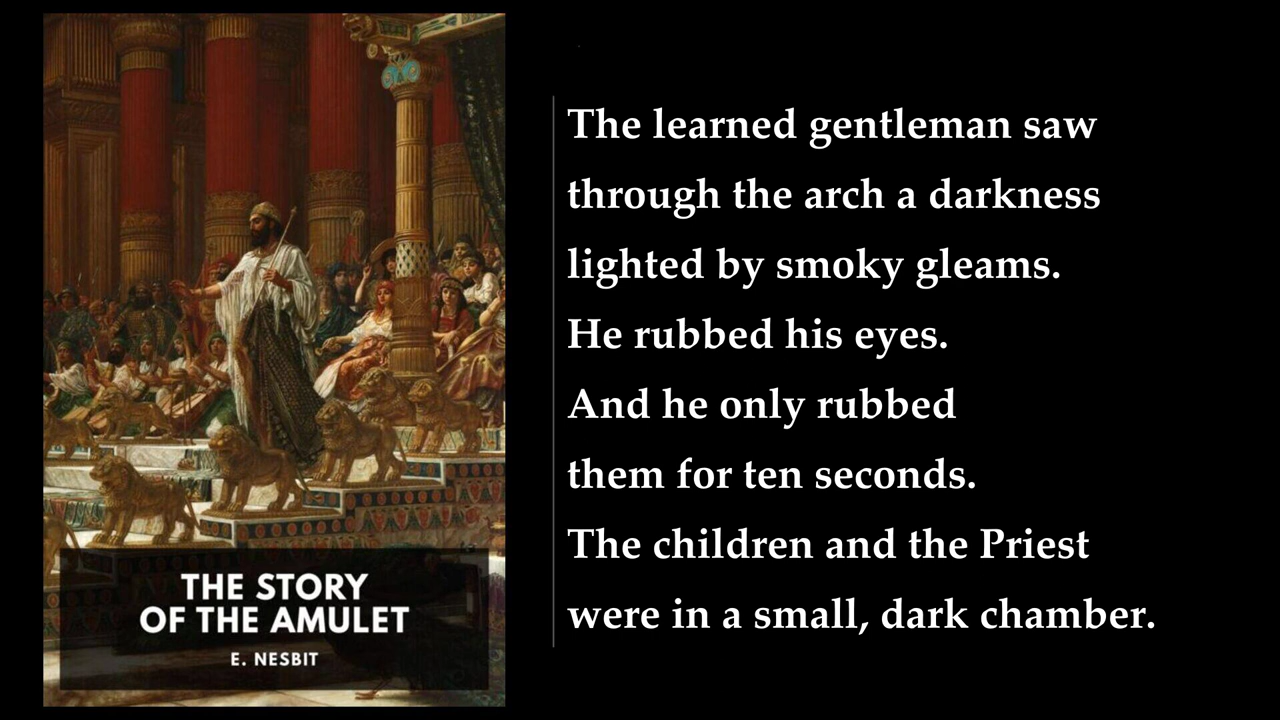 THE STORY
OF THE AMULET
E. NESBIT
The learned gentleman saw
through the arch a darkness
lighted by smoky gleams.
He rubbed his eyes.
And he only rubbed
them for ten seconds.
The children and the Priest
were in a small, dark chamber.